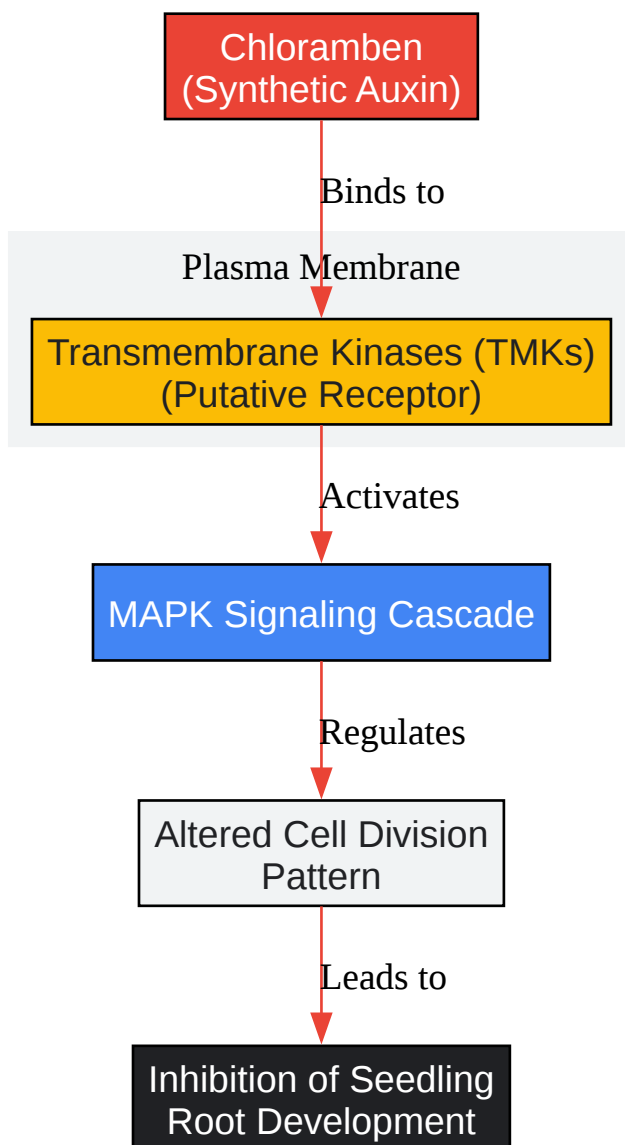 Chloramben
(Synthetic Auxin)
Binds to
Plasma Membrane
Transmembrane Kinases (TMKs)
(Putative Receptor)
Activates
MAPK Signaling Cascade
Regulates
Altered Cell Division
Pattern
Leads to
Inhibition of Seedling
Root Development